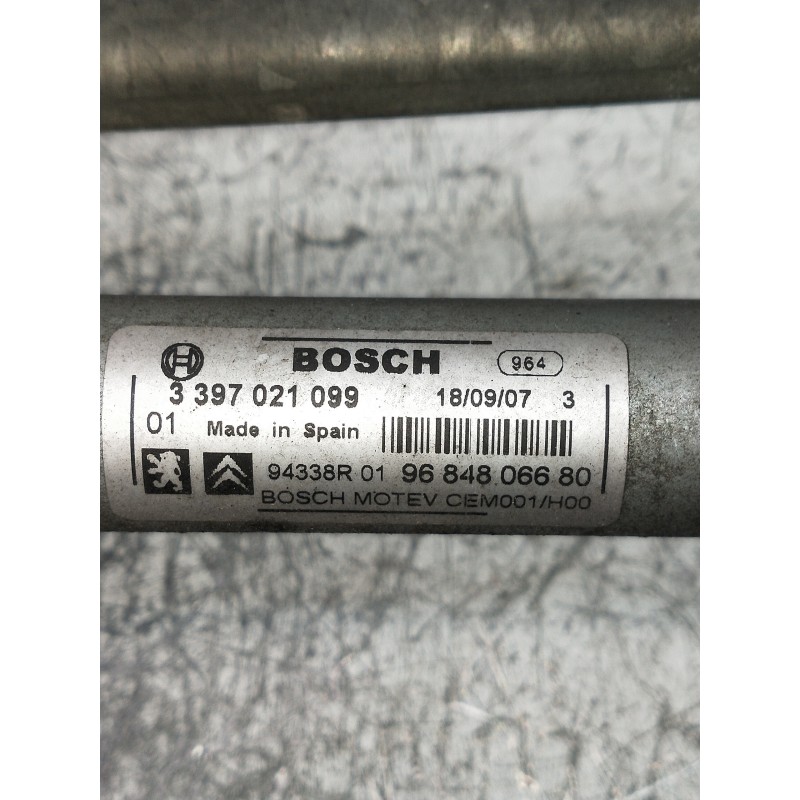 BOSCH 964
3 397 021 099 18/09/07 3
01 Made in Spain
94338R 01 96 848 066 80
BOSCH MOTEV CEM001/H00